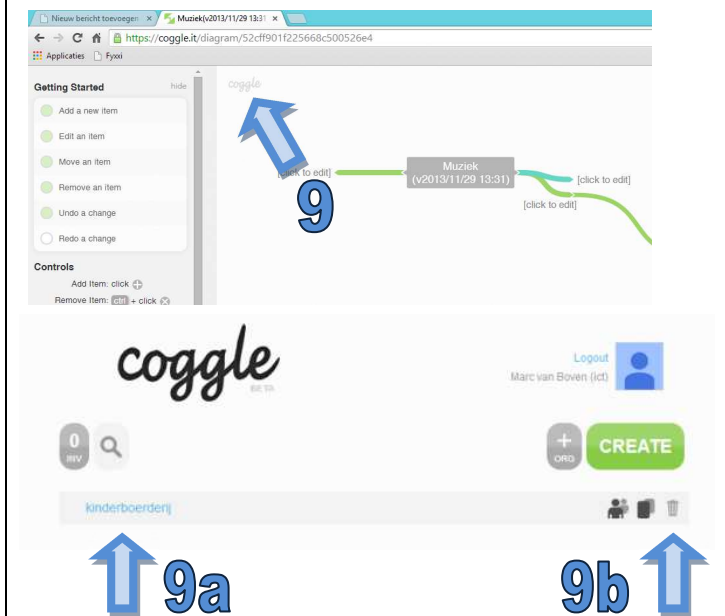 Nieuw bericht toevoegen
Muziek(v2013/11/29 13:31
https://coggle.it/diagram/52cff901f225668c500526e4
Applicaties
Fyxxi
Getting Started
hide
coggle
Add a new item
Edit an item
Move an item
Remove an item
Undo a change
Redo a change
Controls
Add Item: click
Remove Item: ctrl + click
[click to edit]
Muziek
(v2013/11/29 13:31)
[click to edit]
[click to edit]
9
coggle
BETA
Logout
Marc van Boven (ict)
0
INV
+
ORG
CREATE
kinderboerderij
9a
9b